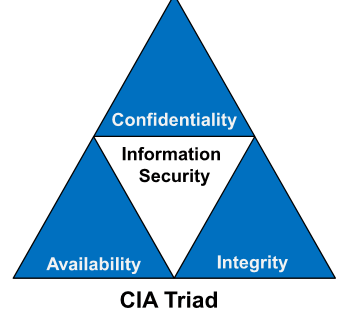 Confidentiality
Information
Security
Availability
Integrity
CIA Triad